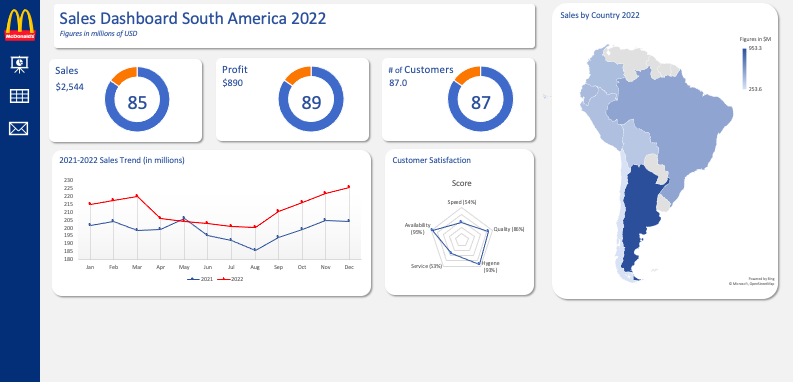 McDonald's
Sales Dashboard South America 2022
Figures in millions of USD
Sales
$2,544
85
Profit
$890
89
# of Customers
87.0
87
2021-2022 Sales Trend (in millions)
230
225
220
215
210
205
200
195
190
185
180
Jan Feb Mar Apr May Jun Jul Aug Sep Oct Nov Dec
2021 2022
Customer Satisfaction
Score
Speed (54%)
Quality (86%)
Hygene
(93%)
Service (53%)
Availability
(95%)
Sales by Country 2022
Figures in $M
953.3
253.6
Powered by Bing
© Microsoft, OpenStreetMap